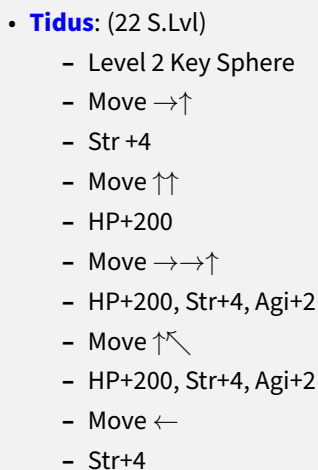 • Tidus: (22 S.Lvl)
– Level 2 Key Sphere
– Move →↑
– Str +4
– Move ↑↑
– HP+200
– Move →→↑
– HP+200, Str+4, Agi+2
– Move ↑↖
– HP+200, Str+4, Agi+2
– Move ←
– Str+4